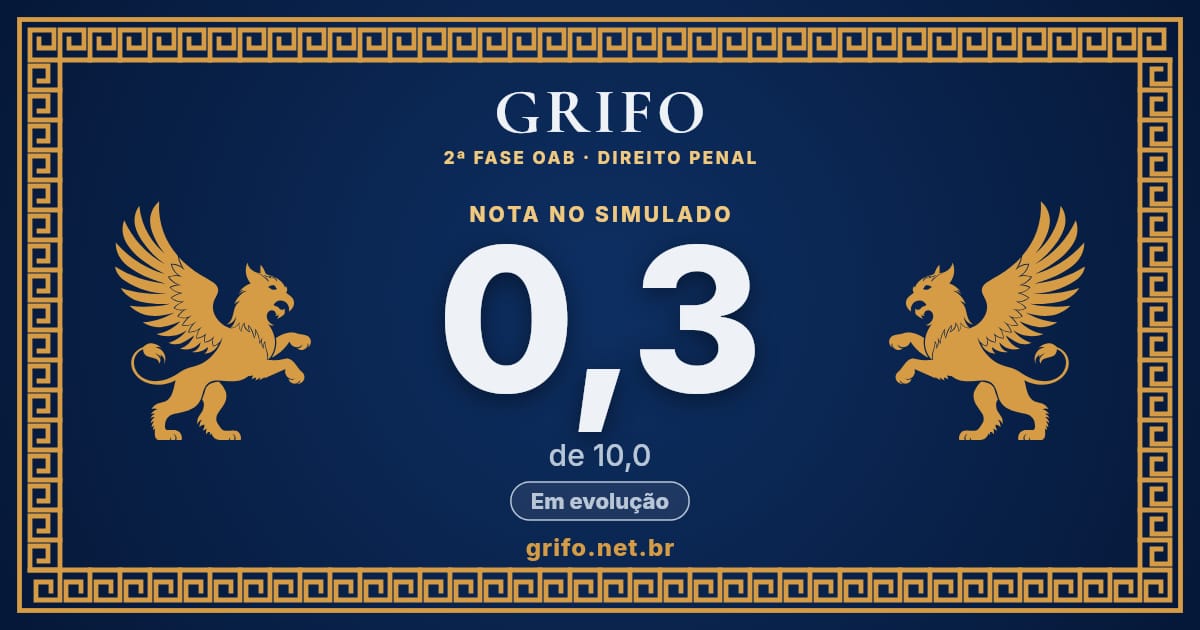 GRIFO
2ª FASE OAB · DIREITO PENAL
NOTA NO SIMULADO
0,3
de 10,0
Em evolução
grifo.net.br